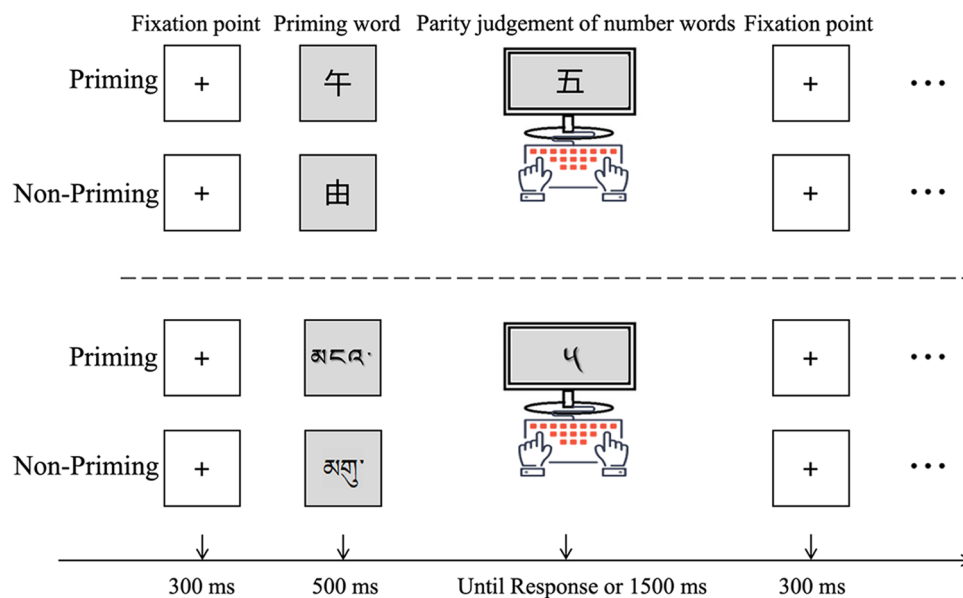 Fixation point Priming word Parity judgement of number words Fixation point
Priming + 午 五 + •••
Non-Priming + 由 + •••
Priming + མངའ་ ༥ + •••
Non-Priming + མགུ་ + •••
300 ms 500 ms Until Response or 1500 ms 300 ms